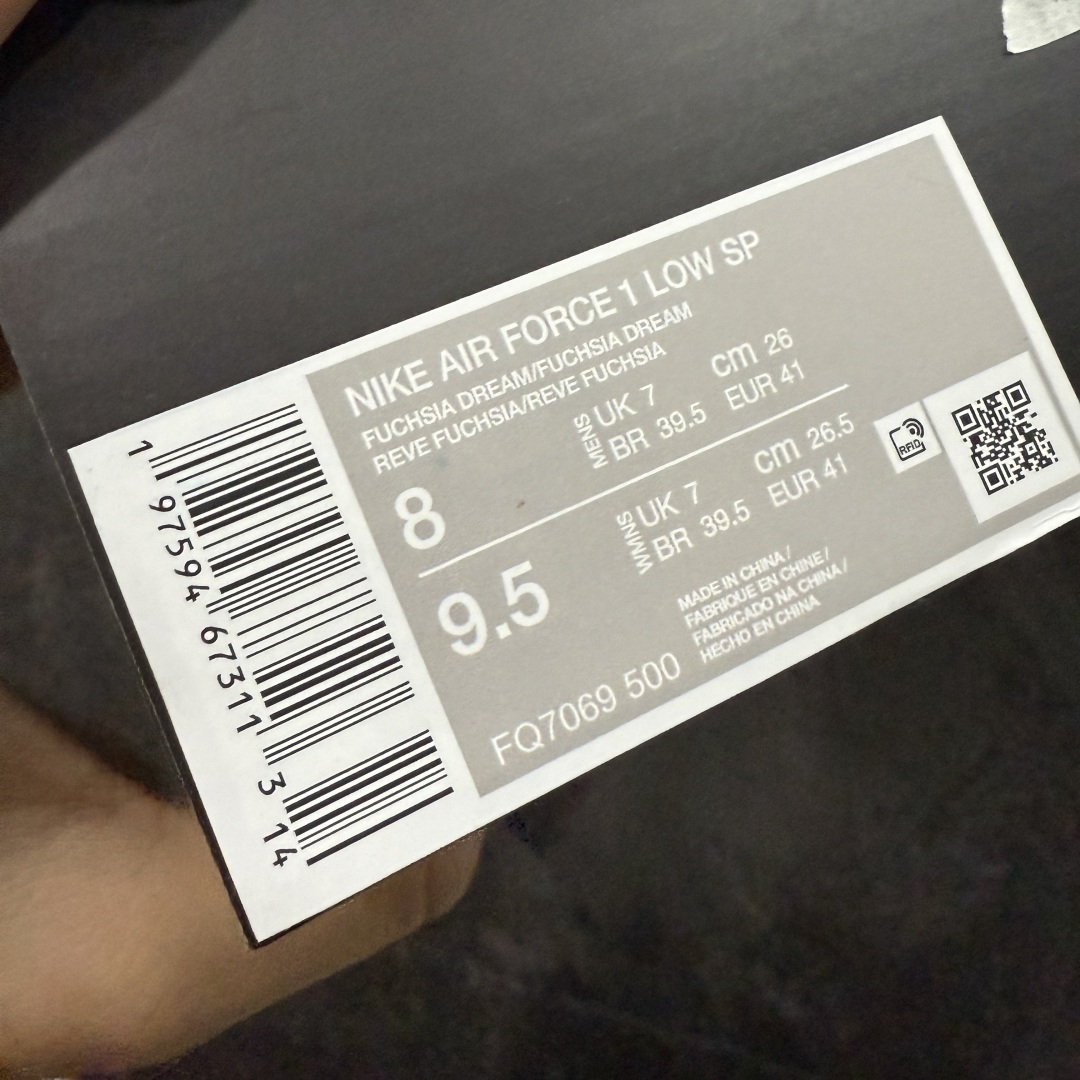 NIKE AIR FORCE 1 LOW SP
FUCHSIA DREAM/FUCHSIA DREAM
REVE FUCHSIA/REVE FUCHSIA
8
MENS
UK 7 cm 26
BR 39.5 EUR 41
9.5
WMNS
UK 7 cm 26.5
BR 39.5 EUR 41
FQ7069 500
MADE IN CHINA /
FABRIQUE EN CHINE /
FABRICADO NA CHINA /
HECHO EN CHINA
RFID
1 97594 67311 3 14